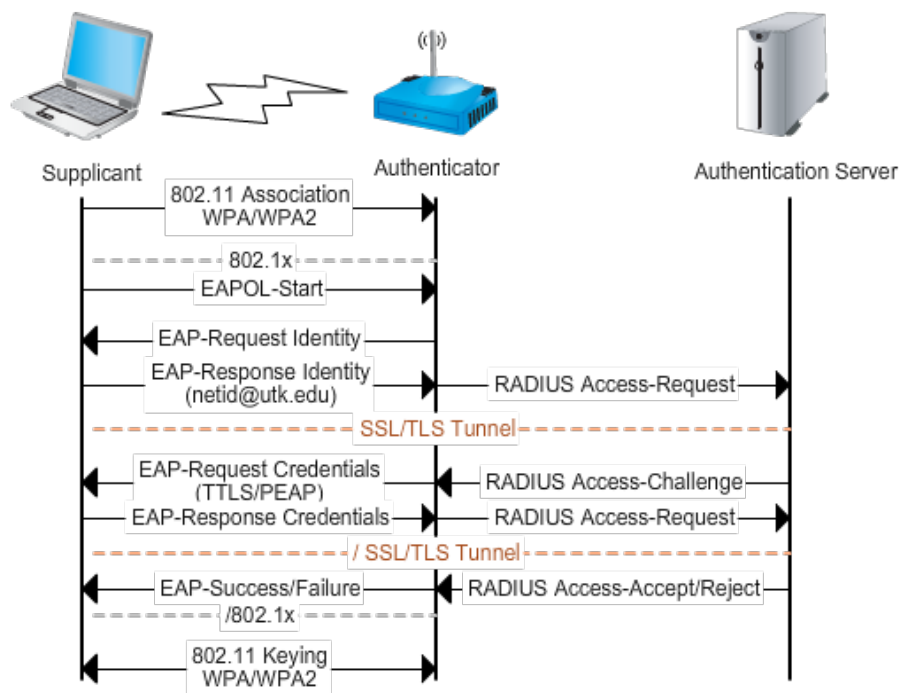 Supplicant
Authenticator
Authentication Server
802.11 Association
WPA/WPA2
802.1x
EAPOL-Start
EAP-Request Identity
EAP-Response Identity
(netid@utk.edu)
RADIUS Access-Request
SSL/TLS Tunnel
EAP-Request Credentials
(TTLS/PEAP)
RADIUS Access-Challenge
EAP-Response Credentials
RADIUS Access-Request
/ SSL/TLS Tunnel
EAP-Success/Failure
RADIUS Access-Accept/Reject
/802.1x
802.11 Keying
WPA/WPA2